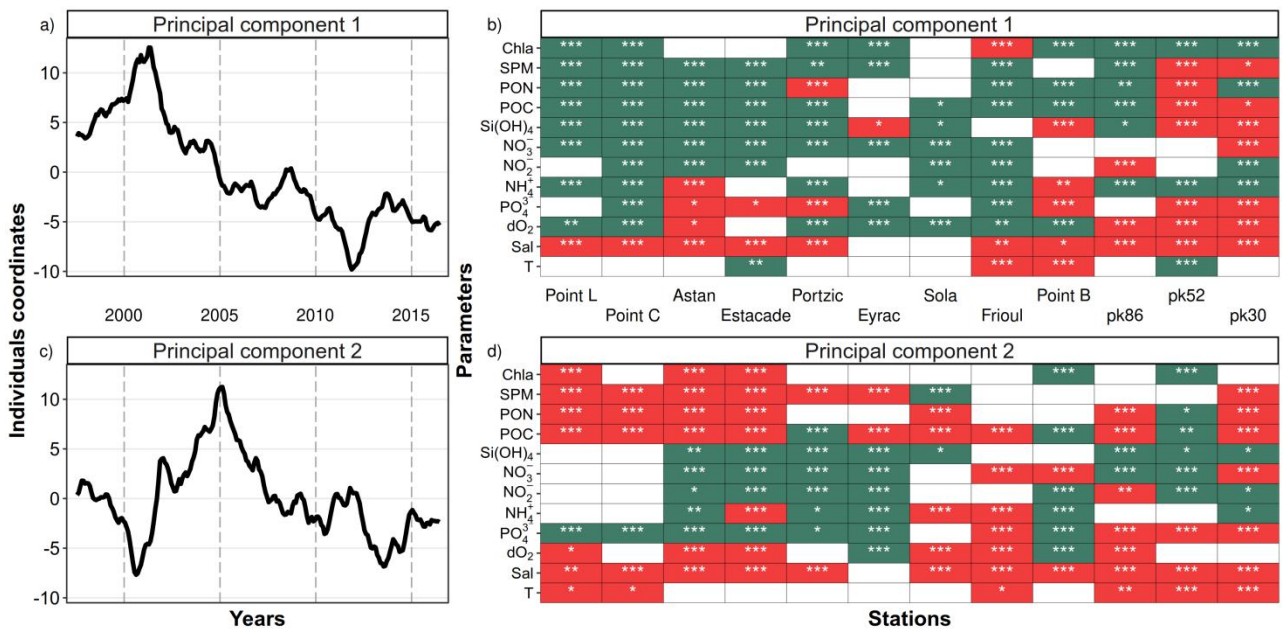 a) Principal component 1
10
5
0
-5
-10
2000 2005 2010 2015
Individuals coordinates
c) Principal component 2
10
5
0
-5
-10
Years
b) Principal component 1
Parameters
Chla *** *** *** *** *** *** *** *** ***
SPM *** *** *** *** ** *** *** *** *** *
PON *** *** *** *** *** *** *** ** *** ***
POC *** *** *** *** *** * *** *** *** *** *
Si(OH)₄ *** *** *** *** *** * * *** * *** ***
NO₃⁻ *** *** *** *** *** *** *** *** ***
NO₂⁻ *** *** *** *** *** *** ***
NH₄⁺ *** *** *** *** * *** ** *** *** ***
PO₄³⁻ *** * * *** *** *** *** *** ***
dO₂ ** *** * *** *** *** ** *** *** *** ***
Sal *** *** *** *** *** ** * *** *** ***
T ** *** *** ***
Point L Astan Portzic Sola Point B pk52
Point C Estacade Eyrac Frioul pk86 pk30
d) Principal component 2
Chla *** *** *** *** ***
SPM *** *** *** *** *** *** *** ***
PON *** *** *** *** *** *** * ***
POC *** *** *** *** *** *** *** *** *** *** ** ***
Si(OH)₄ ** *** *** *** * *** * *
NO₃⁻ *** *** *** *** *** *** *** *** ***
NO₂⁻ * *** *** *** *** ** *** *
NH₄⁺ ** *** * *** *** *** *** *
PO₄³⁻ *** *** *** *** * *** *** *** *** *** ***
dO₂ * *** *** *** *** *** *** ***
Sal ** *** *** *** *** *** *** *** *** *** ***
T * * * ** *** ***
Stations